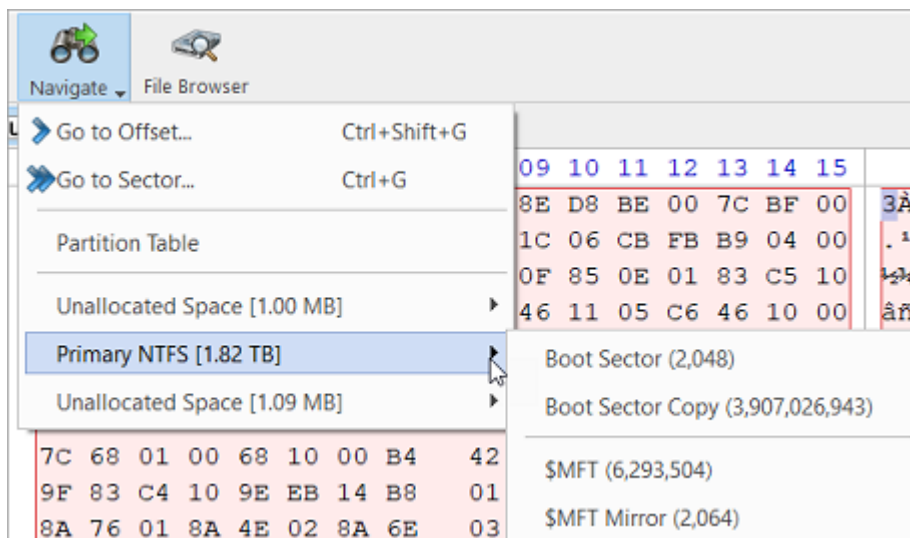 Navigate
File Browser
Go to Offset... Ctrl+Shift+G
Go to Sector... Ctrl+G
Partition Table
Unallocated Space [1.00 MB]
Primary NTFS [1.82 TB]
Unallocated Space [1.09 MB]
09 10 11 12 13 14 15
8E D8 BE 00 7C BF 00 3À
1C 06 CB FB B9 04 00
0F 85 0E 01 83 C5 10
46 11 05 C6 46 10 00 âñ
Boot Sector (2,048)
Boot Sector Copy (3,907,026,943)
$MFT (6,293,504)
$MFT Mirror (2,064)
7C 68 01 00 68 10 00 B4 42
9F 83 C4 10 9E EB 14 B8 01
8A 76 01 8A 4E 02 8A 6E 03